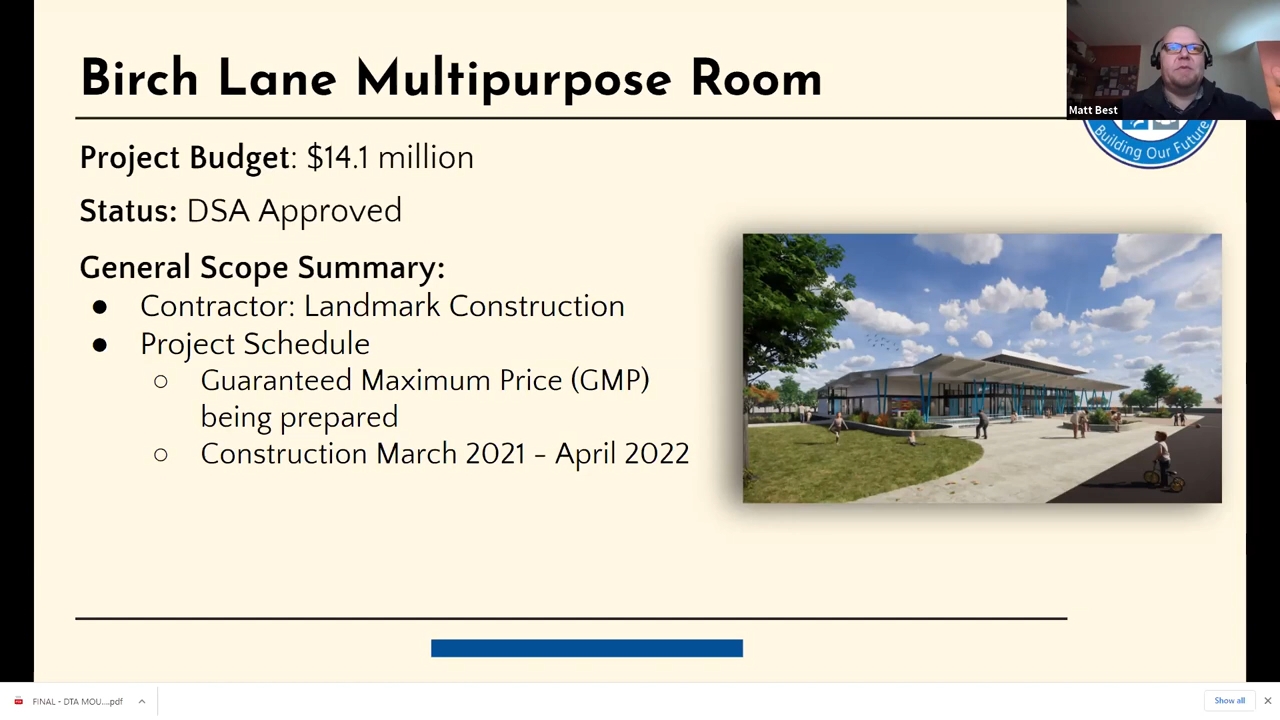 Birch Lane Multipurpose Room
Matt Best
Building Our Future
Project Budget: $14.1 million
Status: DSA Approved
General Scope Summary:
● Contractor: Landmark Construction
● Project Schedule
○ Guaranteed Maximum Price (GMP)
being prepared
○ Construction March 2021 – April 2022
FINAL - DTA MOU....pdf
Show all